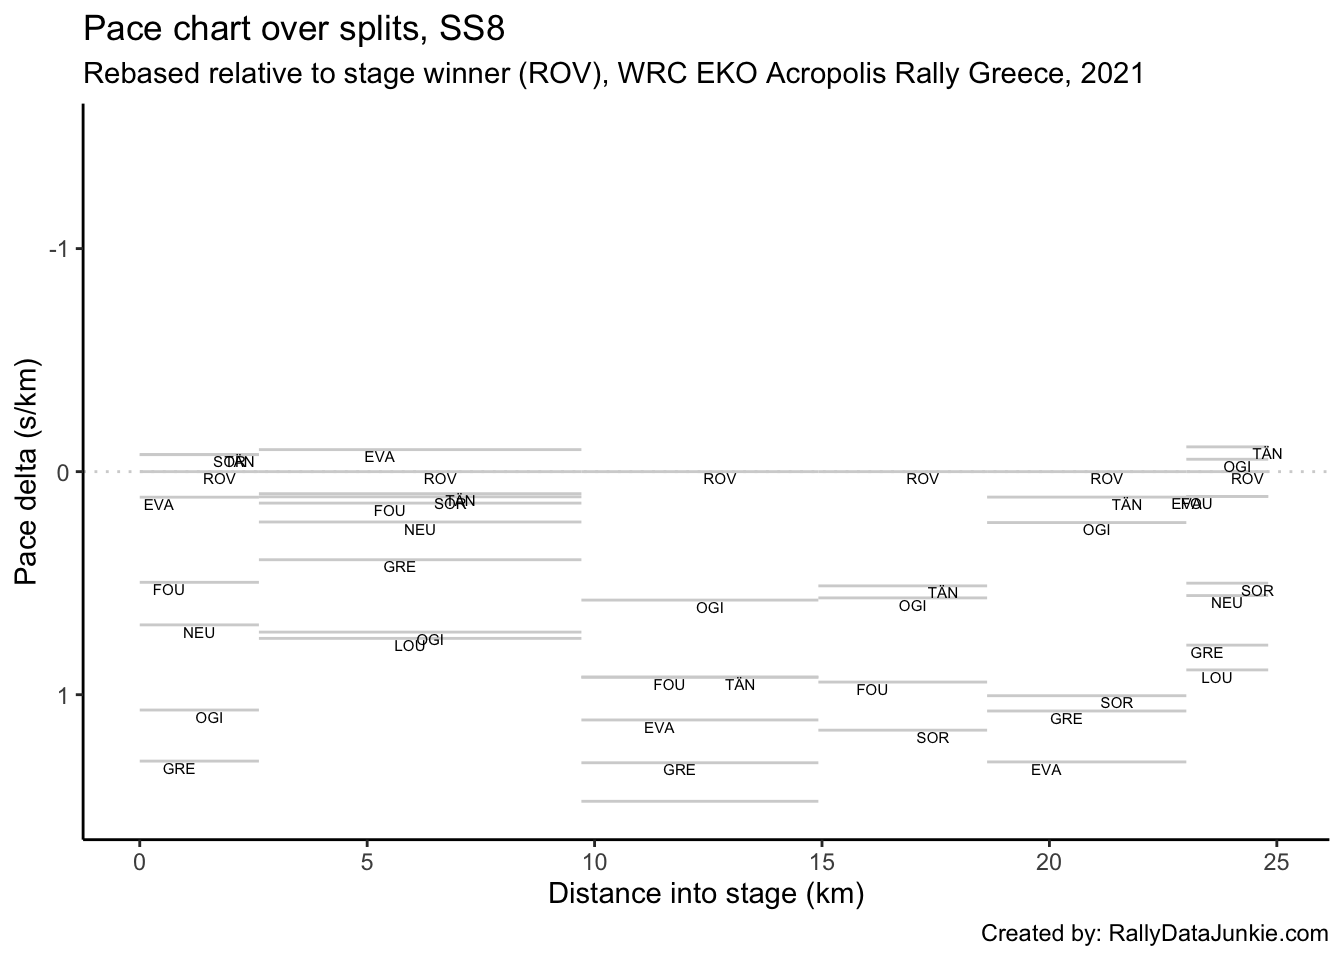 Pace chart over splits, SS8
Rebased relative to stage winner (ROV), WRC EKO Acropolis Rally Greece, 2021
Pace delta (s/km)
-1
0
1
EVA
SOR TÄN
TÄN
OGI
ROV ROV ROV ROV ROV ROV
EVA
TÄN
SOR
FOU
TÄN
EVA
FOU
NEU
OGI
GRE
FOU
TÄN
SOR
OGI
OGI
NEU
NEU
OGI
LOU
GRE
LOU
FOU TÄN
FOU
SOR
OGI
EVA
GRE
SOR
GRE
GRE
EVA
0 5 10 15 20 25
Distance into stage (km)
Created by: RallyDataJunkie.com